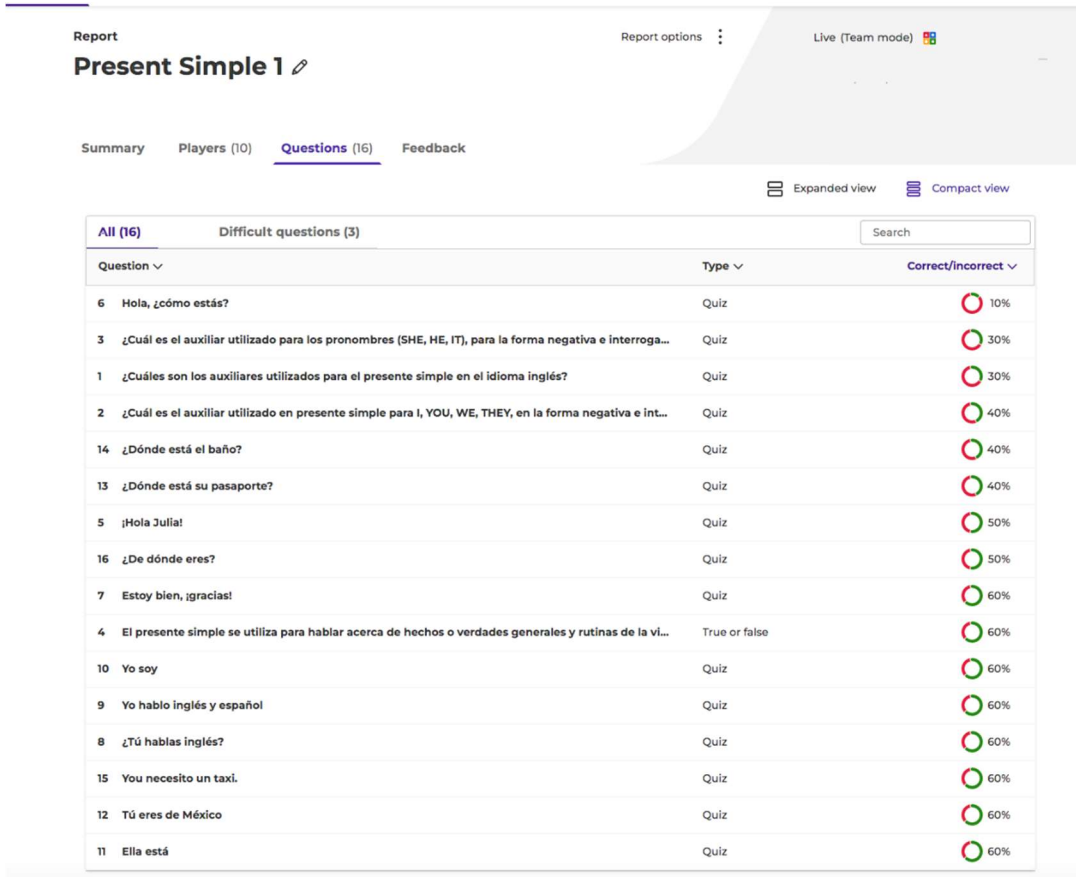 Report
Report options
Live (Team mode)
Present Simple 1
Summary Players (10) Questions (16) Feedback
Expanded view Compact view
All (16) Difficult questions (3) Search
Question Type Correct/incorrect
6 Hola, ¿cómo estás? Quiz 10%
3 ¿Cuál es el auxiliar utilizado para los pronombres (SHE, HE, IT), para la forma negativa e interroga... Quiz 30%
1 ¿Cuáles son los auxiliares utilizados para el presente simple en el idioma inglés? Quiz 30%
2 ¿Cuál es el auxiliar utilizado en presente simple para I, YOU, WE, THEY, en la forma negativa e int... Quiz 40%
14 ¿Dónde está el baño? Quiz 40%
13 ¿Dónde está su pasaporte? Quiz 40%
5 ¡Hola Julia! Quiz 50%
16 ¿De dónde eres? Quiz 50%
7 Estoy bien, ¡gracias! Quiz 60%
4 El presente simple se utiliza para hablar acerca de hechos o verdades generales y rutinas de la vi... True or false 60%
10 Yo soy Quiz 60%
9 Yo hablo inglés y español Quiz 60%
8 ¿Tú hablas inglés? Quiz 60%
15 You necesito un taxi. Quiz 60%
12 Tú eres de México Quiz 60%
11 Ella está Quiz 60%